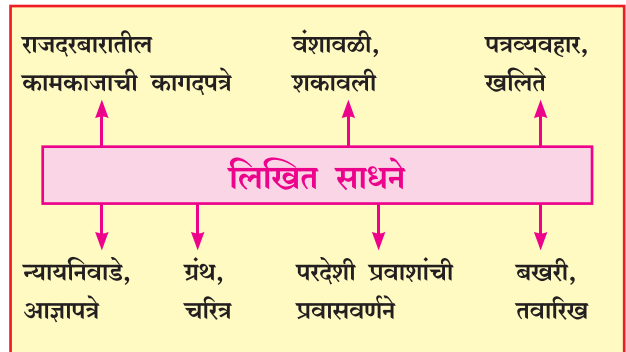 राजदरबारातील
कामकाजाची कागदपत्रे
वंशावळी,
शकावली
पत्रव्यवहार,
खलिते
लिखित साधने
न्यायनिवाडे,
आज्ञापत्रे
ग्रंथ,
चरित्र
परदेशी प्रवाशांची
प्रवासवर्णने
बखरी,
तवारिख